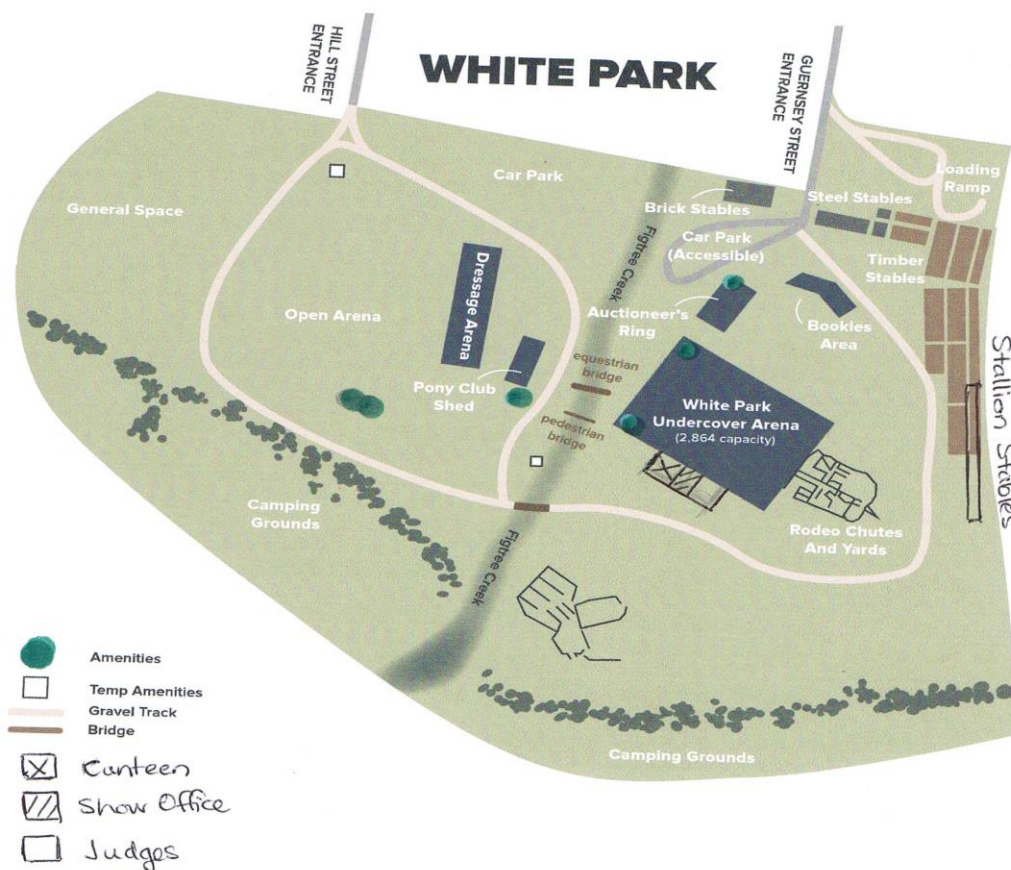 WHITE PARK
HILL STREET
ENTRANCE
GUERNSEY STREET
ENTRANCE
Car Park
General Space
Loading
Ramp
Steel Stables
Brick Stables
Car Park
(Accessible)
Timber
Stables
Figtree Creek
Dressage Arena
Open Arena
Auctioneer's
Ring
Bookies
Area
Pony Club
Shed
equestrian
bridge
pedestrian
bridge
White Park
Undercover Arena
(2,864 capacity)
Stallion Stables
Rodeo Chutes
And Yards
Camping
Grounds
Figtree Creek
Camping Grounds
Amenities
Temp Amenities
Gravel Track
Bridge
Canteen
Show Office
Judges